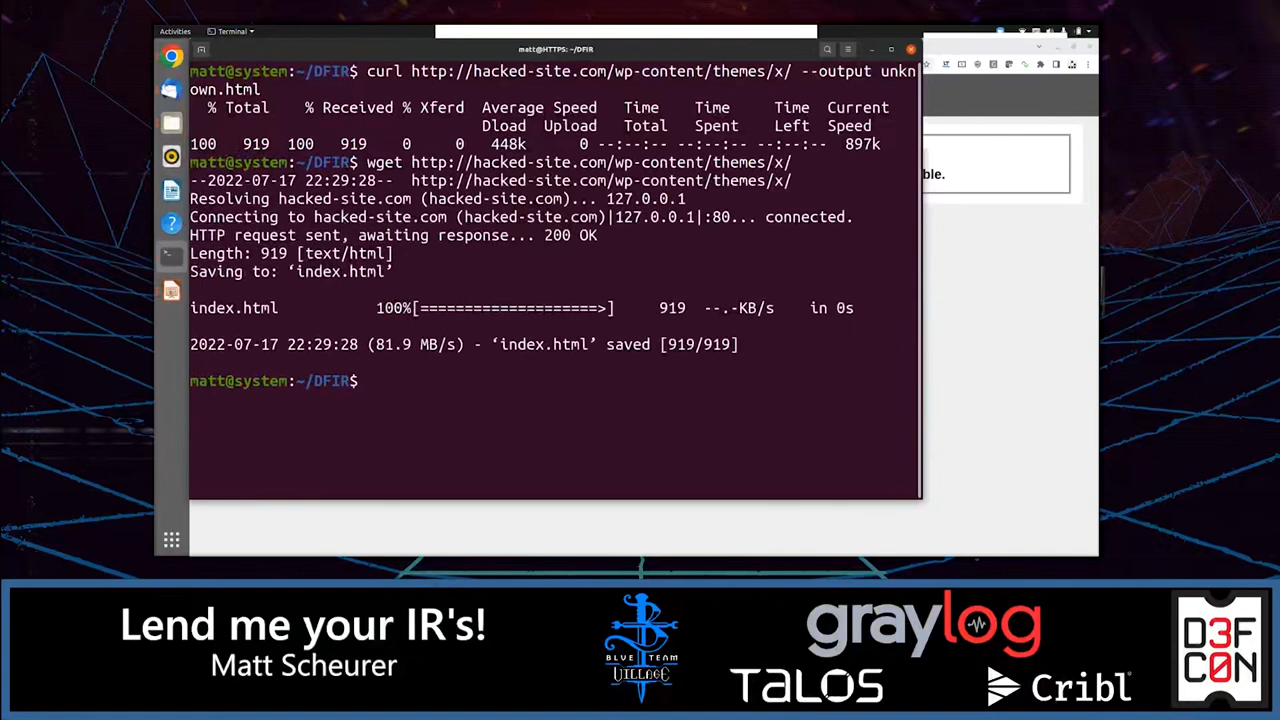 Activities
Terminal
matt@HTTPS: ~/DFIR
matt@system:~/DFIR$ curl http://hacked-site.com/wp-content/themes/x/ --output unkn
own.html
% Total % Received % Xferd Average Speed Time Time Time Current
Dload Upload Total Spent Left Speed
100 919 100 919 0 0 448k 0 --:--:-- --:--:-- --:--:-- 897k
matt@system:~/DFIR$ wget http://hacked-site.com/wp-content/themes/x/
--2022-07-17 22:29:28-- http://hacked-site.com/wp-content/themes/x/
Resolving hacked-site.com (hacked-site.com)... 127.0.0.1
Connecting to hacked-site.com (hacked-site.com)|127.0.0.1|:80... connected.
HTTP request sent, awaiting response... 200 OK
Length: 919 [text/html]
Saving to: ‘index.html’
index.html 100%[===================>] 919 --.-KB/s in 0s
2022-07-17 22:29:28 (81.9 MB/s) - ‘index.html’ saved [919/919]
matt@system:~/DFIR$
ble.
Lend me your IR's!
Matt Scheurer
BLUE TEAM
VILLAGE
graylog
TALOS
Cribl
D3F
C0N